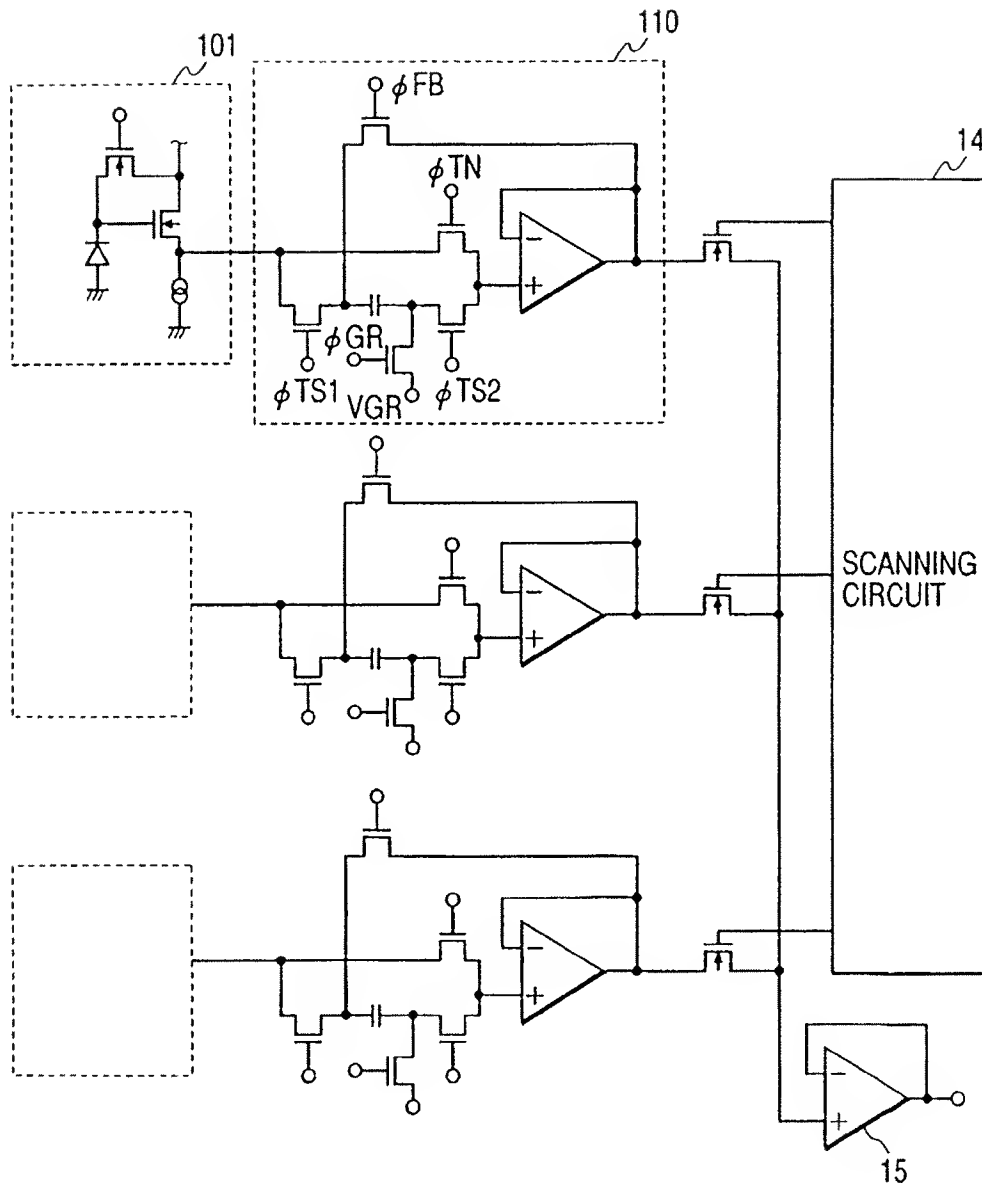 101
110
ϕFB
14
ϕTN
−
+
ϕGR
ϕTS1
ϕTS2
VGR
−
+
SCANNING
CIRCUIT
−
+
−
+
15